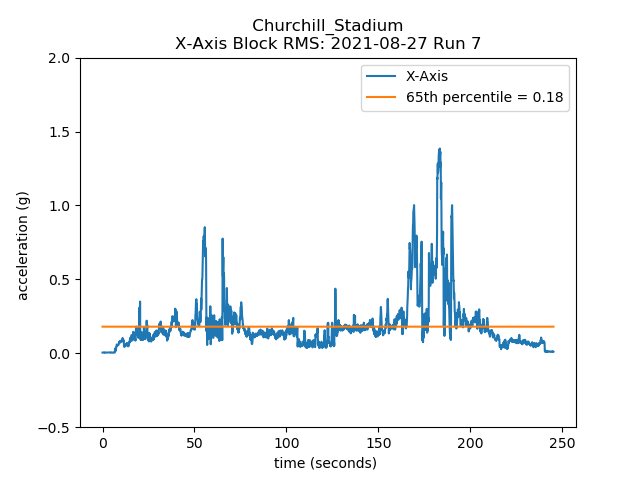 Churchill_Stadium
X-Axis Block RMS: 2021-08-27 Run 7
X-Axis
65th percentile = 0.18
acceleration (g)
2.0
1.5
1.0
0.5
0.0
−0.5
0
50
100
150
200
250
time (seconds)